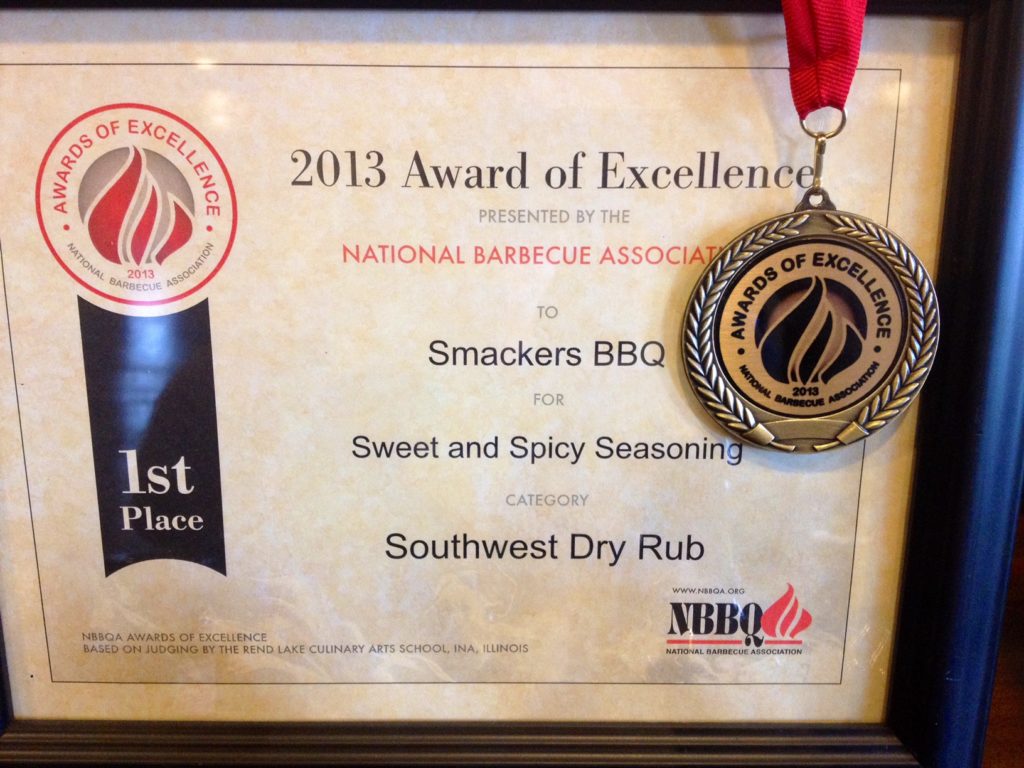 AWARDS OF EXCELLENCE
2013
NATIONAL BARBECUE ASSOCIATION
1st
Place
2013 Award of Excellence
PRESENTED BY THE
NATIONAL BARBECUE ASSOCIAT
TO
Smackers BBQ
FOR
Sweet and Spicy Seasoning
CATEGORY
Southwest Dry Rub
AWARDS OF EXCELLENCE
2013
NATIONAL BARBECUE ASSOCIATION
NBBQA AWARDS OF EXCELLENCE
BASED ON JUDGING BY THE REND LAKE CULINARY ARTS SCHOOL, INA, ILLINOIS
WWW.NBBQA.ORG
NBBQ
NATIONAL BARBECUE ASSOCIATION